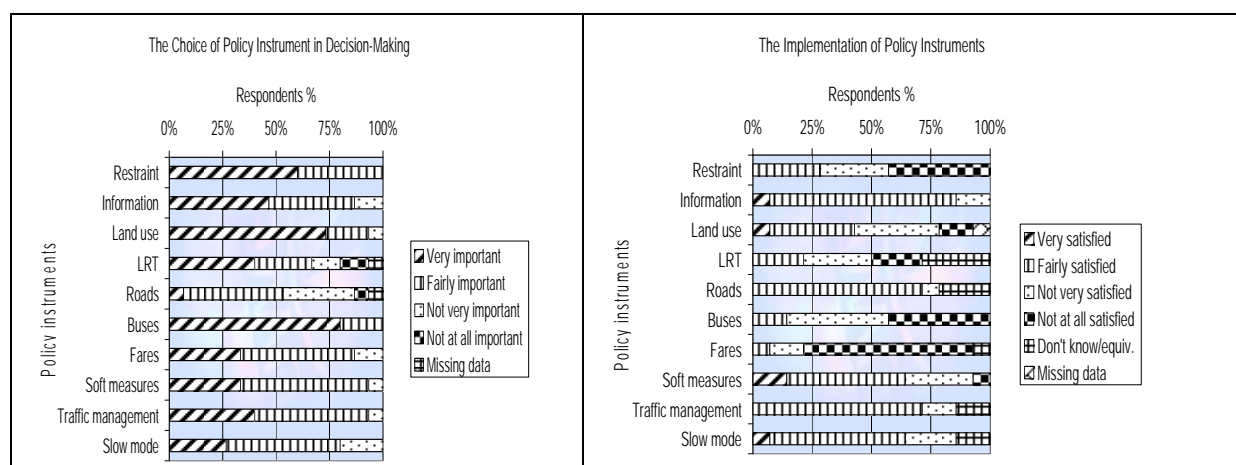 The Choice of Policy Instrument in Decision-Making
Respondents %
0% 25% 50% 75% 100%
Policy instruments
Restraint
Information
Land use
LRT
Roads
Buses
Fares
Soft measures
Traffic management
Slow mode
Very important
Fairly important
Not very important
Not at all important
Missing data
The Implementation of Policy Instruments
Respondents %
0% 25% 50% 75% 100%
Policy instruments
Restraint
Information
Land use
LRT
Roads
Buses
Fares
Soft measures
Traffic management
Slow mode
Very satisfied
Fairly satisfied
Not very satisfied
Not at all satisfied
Don't know/equiv.
Missing data